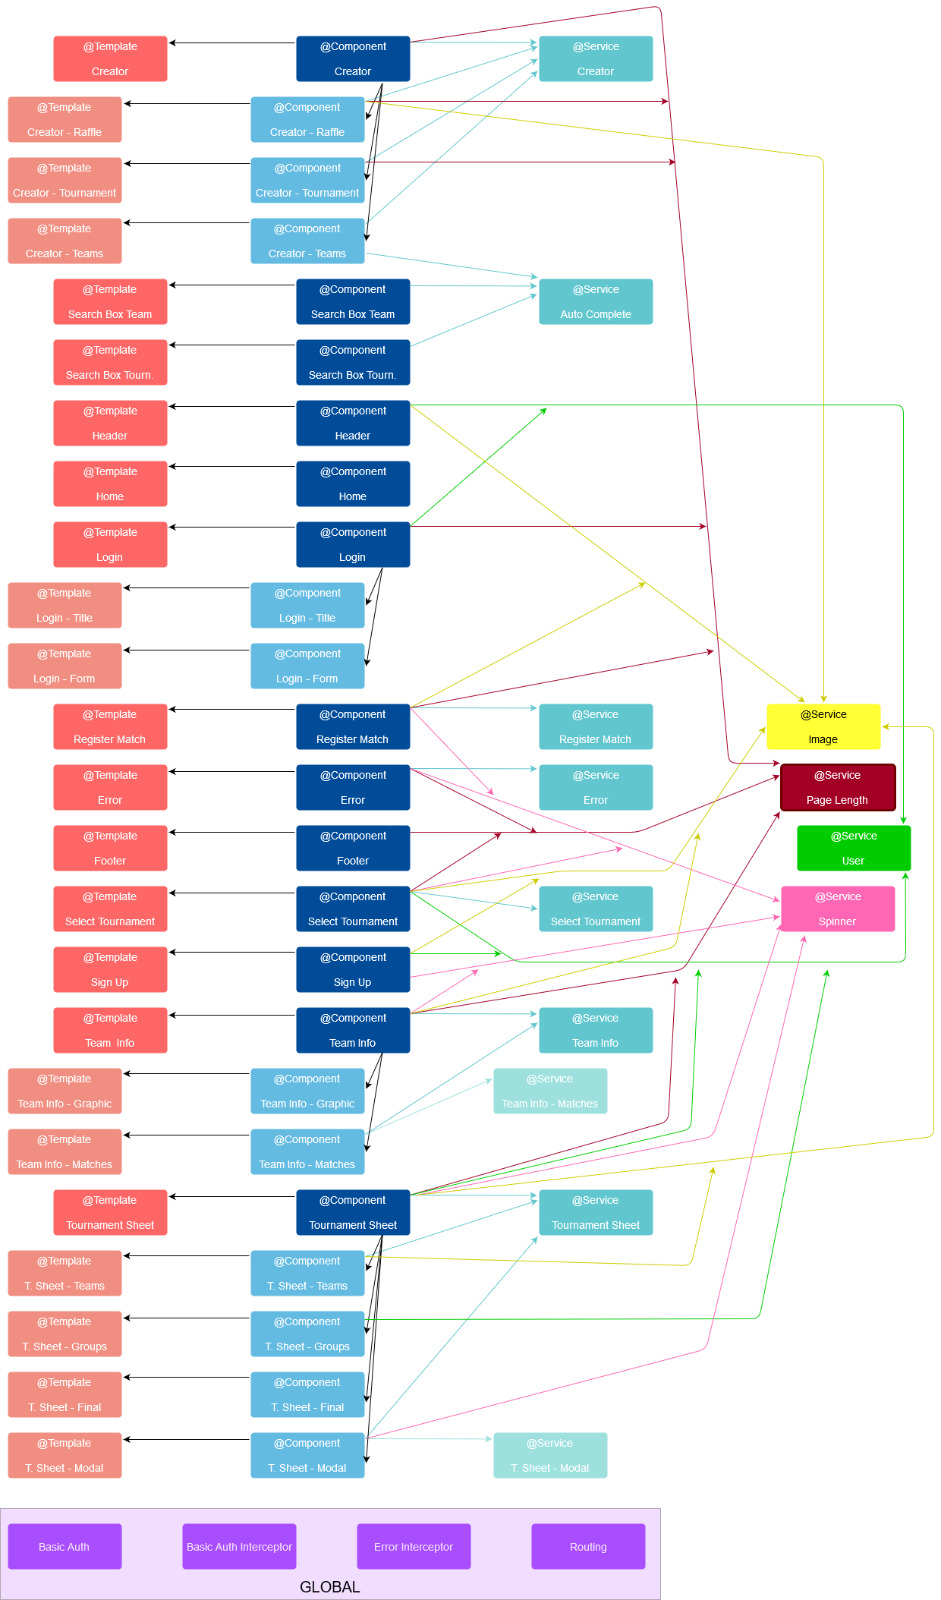 @Template
Creator
@Component
Creator
@Service
Creator
@Template
Creator - Raffle
@Component
Creator - Raffle
@Template
Creator - Tournament
@Component
Creator - Tournament
@Template
Creator - Teams
@Component
Creator - Teams
@Template
Search Box Team
@Component
Search Box Team
@Service
Auto Complete
@Template
Search Box Tourn.
@Component
Search Box Tourn.
@Template
Header
@Component
Header
@Template
Home
@Component
Home
@Template
Login
@Component
Login
@Template
Login - Title
@Component
Login - Title
@Template
Login - Form
@Component
Login - Form
@Template
Register Match
@Component
Register Match
@Service
Register Match
@Service
Image
@Template
Error
@Component
Error
@Service
Error
@Service
Page Length
@Template
Footer
@Component
Footer
@Service
User
@Template
Select Tournament
@Component
Select Tournament
@Service
Select Tournament
@Service
Spinner
@Template
Sign Up
@Component
Sign Up
@Template
Team Info
@Component
Team Info
@Service
Team Info
@Template
Team Info - Graphic
@Component
Team Info - Graphic
@Service
Team Info - Matches
@Template
Team Info - Matches
@Component
Team Info - Matches
@Template
Tournament Sheet
@Component
Tournament Sheet
@Service
Tournament Sheet
@Template
T. Sheet - Teams
@Component
T. Sheet - Teams
@Template
T. Sheet - Groups
@Component
T. Sheet - Groups
@Template
T. Sheet - Final
@Component
T. Sheet - Final
@Template
T. Sheet - Modal
@Component
T. Sheet - Modal
@Service
T. Sheet - Modal
Basic Auth
Basic Auth Interceptor
Error Interceptor
Routing
GLOBAL